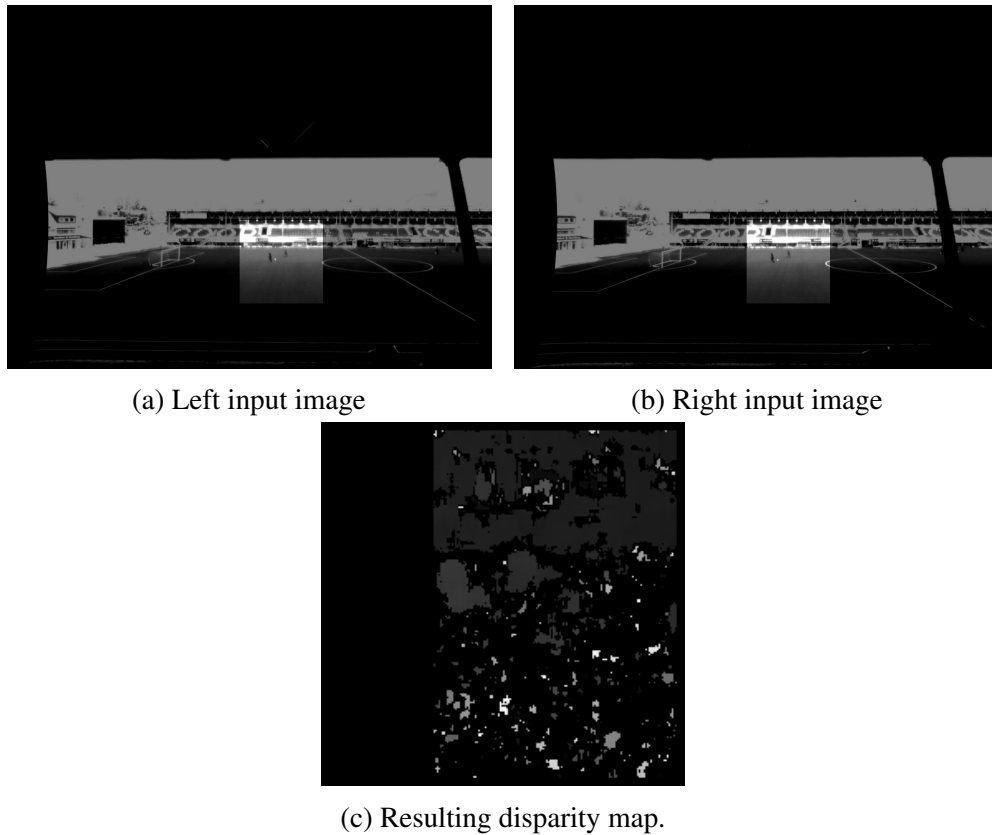 (a) Left input image
(b) Right input image
(c) Resulting disparity map.